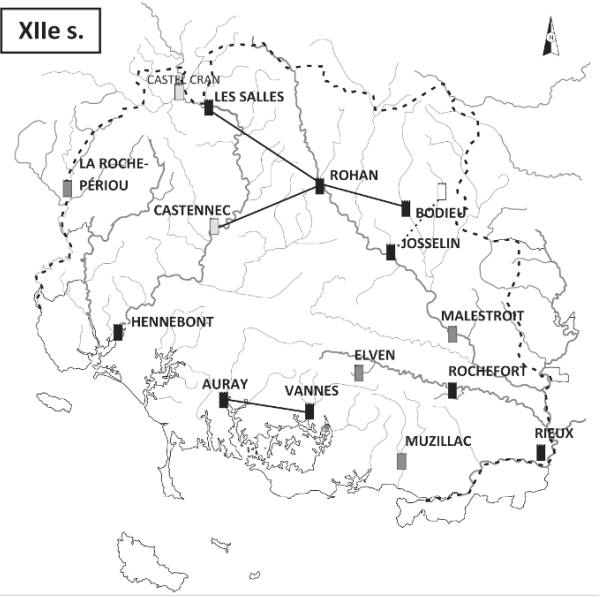 XIIe s.
N
CASTEL CRAN
LES SALLES
LA ROCHE-
PÉRIOU
ROHAN
CASTENNEC
BODIEU
JOSSELIN
HENNEBONT
MALESTROIT
ELVEN
ROCHEFORT
AURAY
VANNES
RIEUX
MUZILLAC